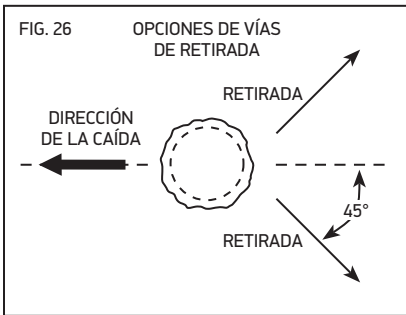 FIG. 26
OPCIONES DE VÍAS
DE RETIRADA
RETIRADA
DIRECCIÓN
DE LA CAÍDA
45°
RETIRADA